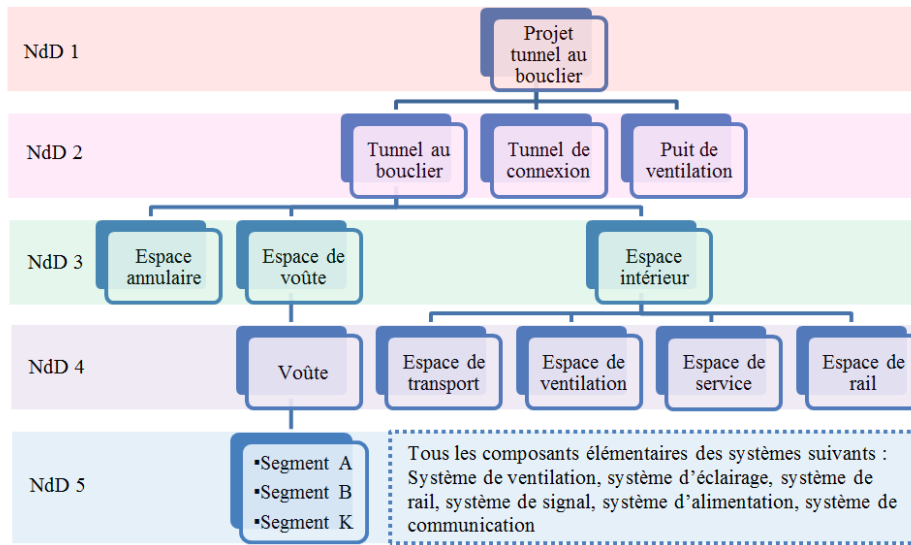 NdD 1
Projet
tunnel au
bouclier
NdD 2
Tunnel au
bouclier
Tunnel de
connexion
Puit de
ventilation
NdD 3
Espace
annulaire
Espace de
voûte
Espace
intérieur
NdD 4
Voûte
Espace de
transport
Espace de
ventilation
Espace de
service
Espace de
rail
NdD 5
▪Segment A
▪Segment B
▪Segment K
Tous les composants élémentaires des systèmes suivants :
Système de ventilation, système d’éclairage, système de
rail, système de signal, système d’alimentation, système de
communication